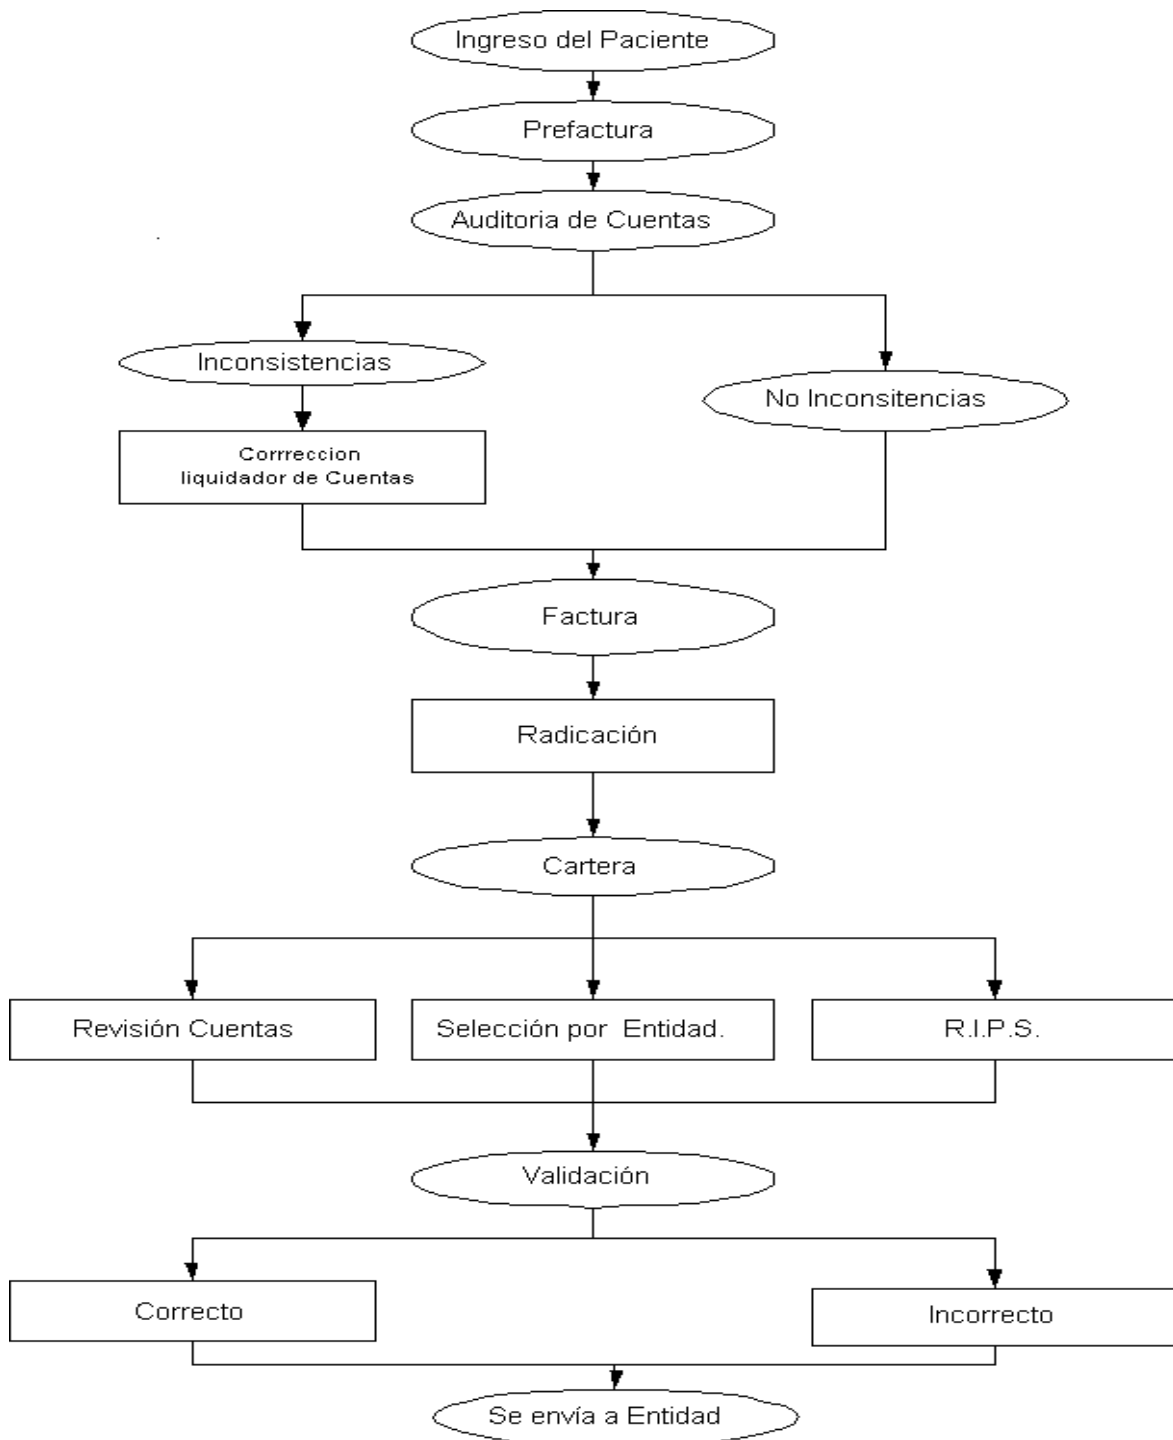 Ingreso del Paciente
Prefactura
Auditoria de Cuentas
Inconsistencias
No Inconsitencias
Corrreccion
liquidador de Cuentas
Factura
Radicación
Cartera
Revisión Cuentas
Selección por Entidad.
R.I.P.S.
Validación
Correcto
Incorrecto
Se envía a Entidad